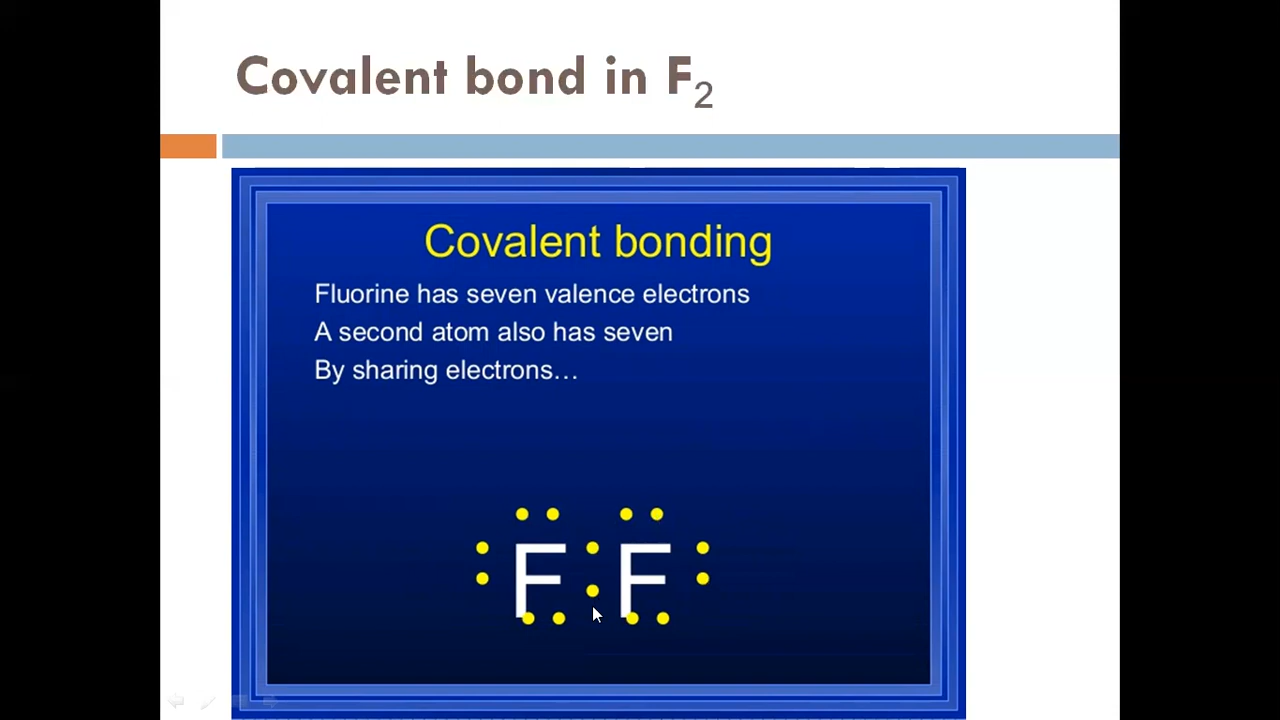 Covalent bond in F₂
Covalent bonding
Fluorine has seven valence electrons
A second atom also has seven
By sharing electrons…
F F